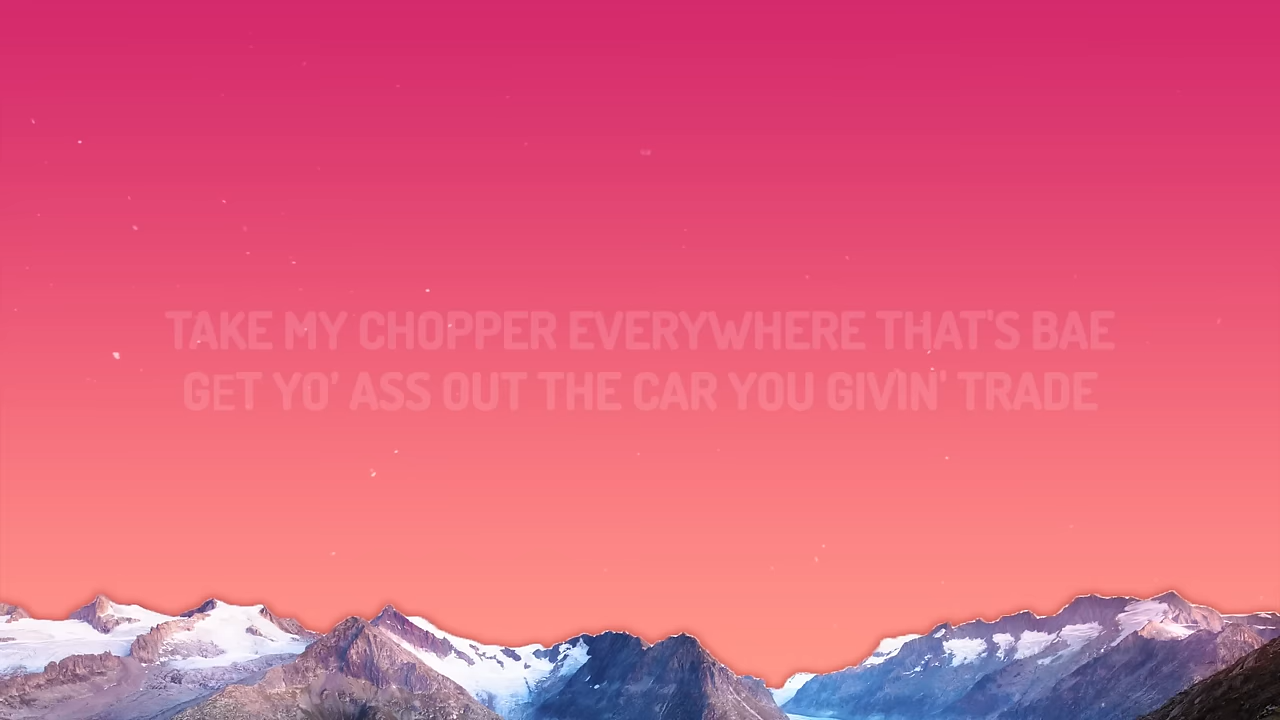 TAKE MY CHOPPER EVERYWHERE THAT'S BAE
GET YO’ ASS OUT THE CAR YOU GIVIN' TRADE